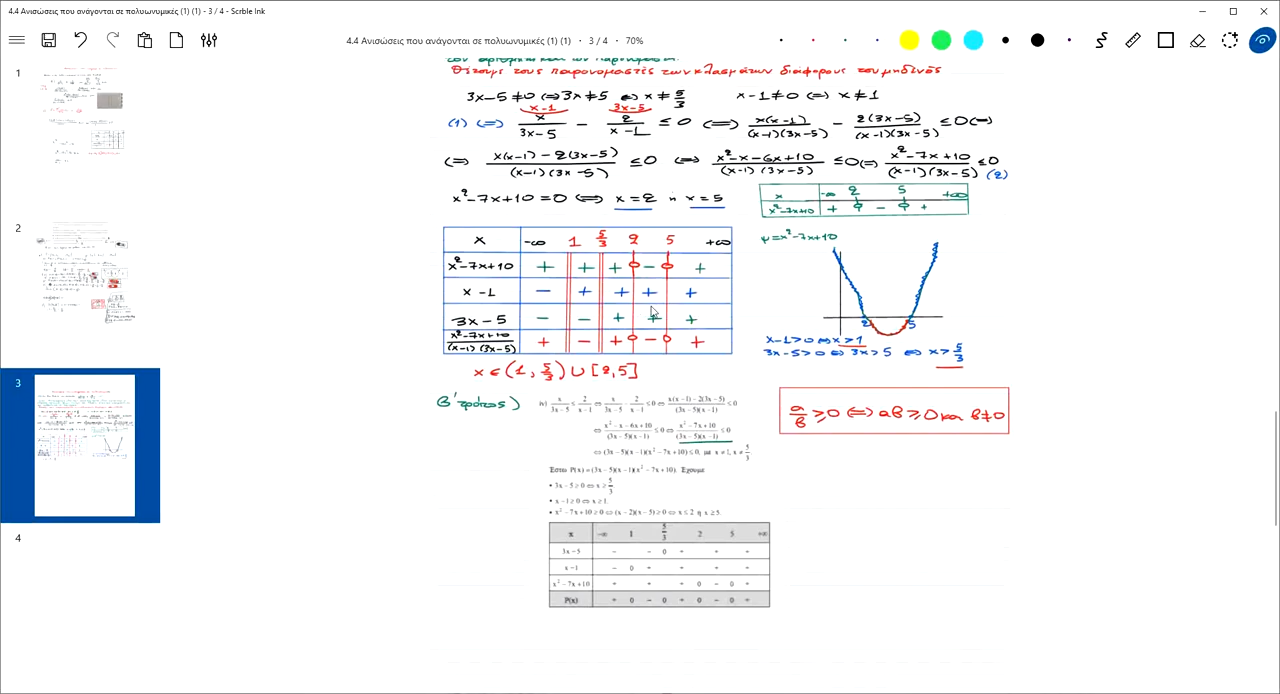 4.4 Ανισώσεις που ανάγονται σε πολυωνυμικές (1) (1) - 3 / 4 - Scrble Ink
4.4 Ανισώσεις που ανάγονται σε πολυωνυμικές (1) (1) • 3 / 4 • 70%
1
2
3
4
Θέτουμε τους παρονομαστές των κλασμάτων διάφορους του μηδενός
3x-5≠0 ⇔ 3x≠5 ⇔ x≠5/3 x-1≠0 ⇔ x≠1
x-1 3x-5
(1) ⇔ x/(3x-5) - 2/(x-1) ≤0 ⇔ x(x-1)/((x-1)(3x-5)) - 2(3x-5)/((x-1)(3x-5)) ≤0 ⇔
⇔ (x(x-1)-2(3x-5))/((x-1)(3x-5)) ≤0 ⇔ (x²-x-6x+10)/((x-1)(3x-5)) ≤0 ⇔ (x²-7x+10)/((x-1)(3x-5)) ≤0 (2)
x²-7x+10=0 ⇔ x=2 ή x=5
x -∞ 2 5 +∞
x²-7x+10 + 0 - 0 +
ψ=x²-7x+10
2 5
x -∞ 1 5/3 2 5 +∞
x²-7x+10 + + + 0 - 0 +
x-1 - + + + +
3x-5 - - + + +
(x²-7x+10)/((x-1)(3x-5)) + - + 0 - 0 +
x-1>0 ⇔ x>1
3x-5>0 ⇔ 3x>5 ⇔ x>5/3
x∈(1, 5/3)∪[2,5]
β'τρόπος)
iv) x/(3x-5) ≤ 2/(x-1) ⇔ x/(3x-5) - 2/(x-1) ≤0 ⇔ (x(x-1)-2(3x-5))/((3x-5)(x-1)) ≤0
⇔ (x²-x-6x+10)/((3x-5)(x-1)) ≤0 ⇔ (x²-7x+10)/((3x-5)(x-1)) ≤0
⇔ (3x-5)(x-1)(x²-7x+10) ≤0, με x≠1, x≠5/3
α/β ≥0 ⇔ αβ≥0 και β≠0
Έστω P(x)=(3x-5)(x-1)(x²-7x+10). Έχουμε
• 3x-5≥0 ⇔ x≥5/3
• x-1≥0 ⇔ x≥1.
• x²-7x+10≥0 ⇔ (x-2)(x-5)≥0 ⇔ x≤2 ή x≥5.
x -∞ 1 5/3 2 5 +∞
3x-5 - - 0 + + +
x-1 - 0 + + + +
x²-7x+10 + + + 0 - 0 +
P(x) + 0 - 0 + 0 - 0 +